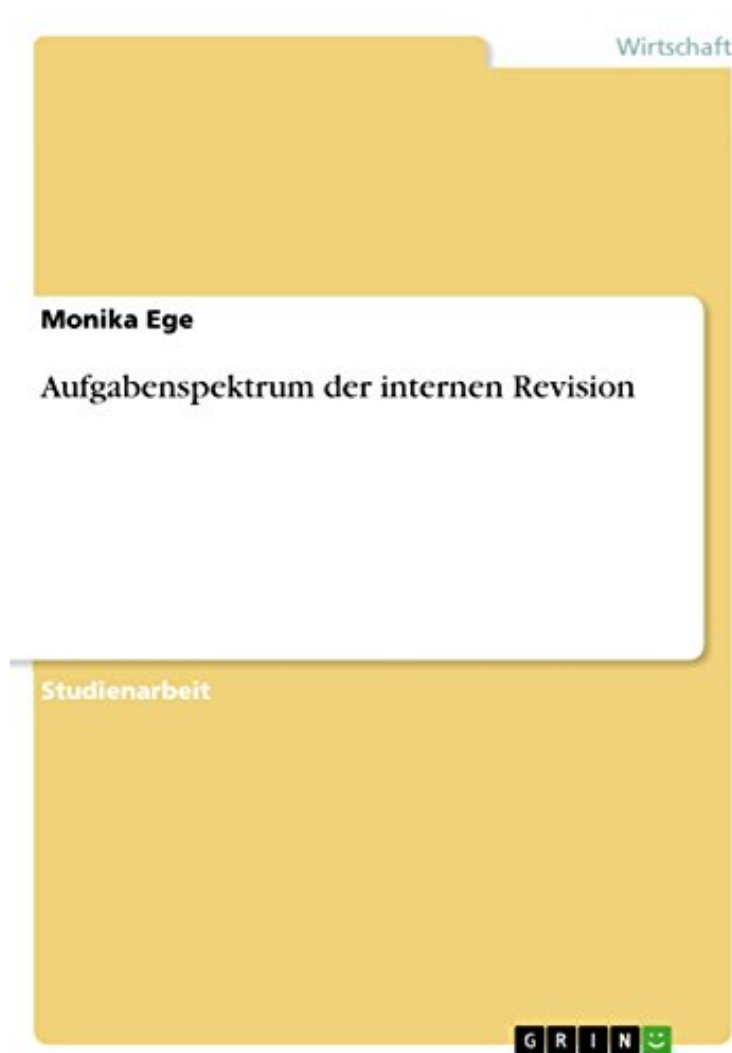 Wirtschaft
Monika Ege
Aufgabenspektrum der internen Revision
Studienarbeit
GRIN